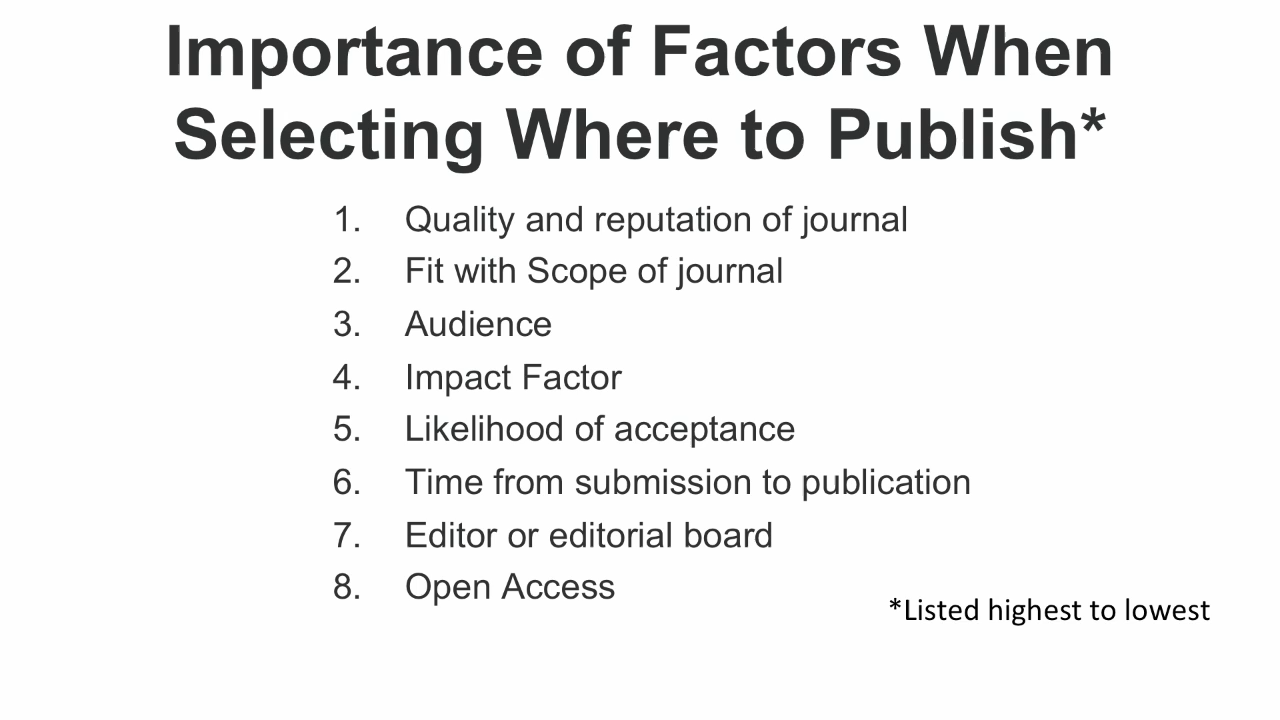 Importance of Factors When
Selecting Where to Publish*
1. Quality and reputation of journal
2. Fit with Scope of journal
3. Audience
4. Impact Factor
5. Likelihood of acceptance
6. Time from submission to publication
7. Editor or editorial board
8. Open Access
*Listed highest to lowest